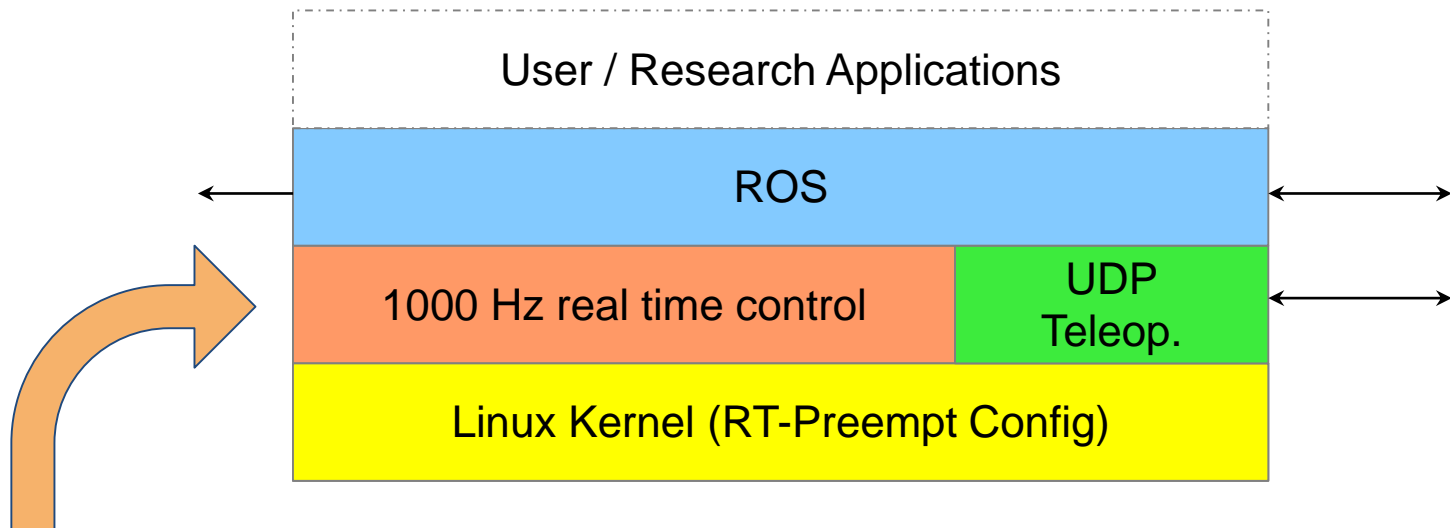 User / Research Applications
ROS
1000 Hz real time control
UDP
Teleop.
Linux Kernel (RT-Preempt Config)